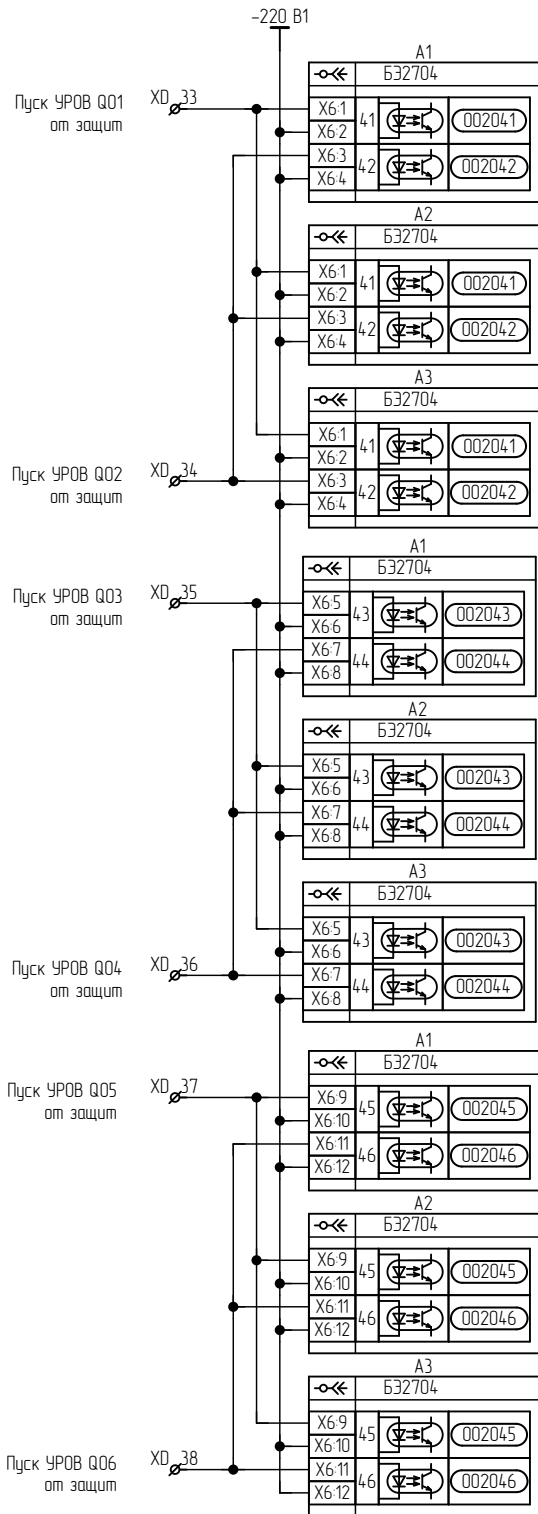 -220 В1
А1
БЭ2704
Пуск УРОВ Q01
от защит
XD 33
X6:1
X6:2
41
002041
X6:3
X6:4
42
002042
А2
БЭ2704
X6:1
X6:2
41
002041
X6:3
X6:4
42
002042
А3
БЭ2704
X6:1
X6:2
41
002041
Пуск УРОВ Q02
от защит
XD 34
X6:3
X6:4
42
002042
А1
БЭ2704
Пуск УРОВ Q03
от защит
XD 35
X6:5
X6:6
43
002043
X6:7
X6:8
44
002044
А2
БЭ2704
X6:5
X6:6
43
002043
X6:7
X6:8
44
002044
А3
БЭ2704
X6:5
X6:6
43
002043
Пуск УРОВ Q04
от защит
XD 36
X6:7
X6:8
44
002044
А1
БЭ2704
Пуск УРОВ Q05
от защит
XD 37
X6:9
X6:10
45
002045
X6:11
X6:12
46
002046
А2
БЭ2704
X6:9
X6:10
45
002045
X6:11
X6:12
46
002046
А3
БЭ2704
X6:9
X6:10
45
002045
Пуск УРОВ Q06
от защит
XD 38
X6:11
X6:12
46
002046